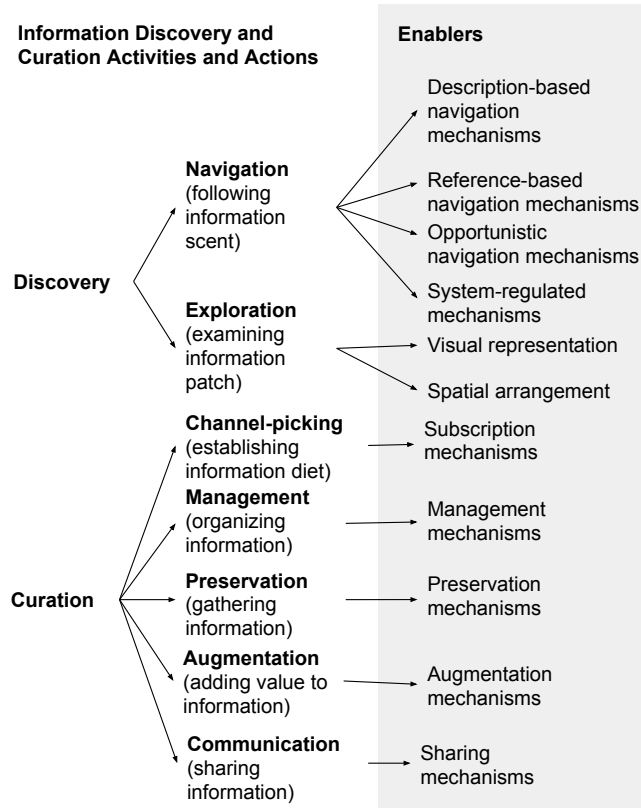 Information Discovery and
Curation Activities and Actions
Enablers
Discovery
Navigation
(following
information
scent)
Description-based
navigation
mechanisms
Reference-based
navigation mechanisms
Opportunistic
navigation mechanisms
System-regulated
mechanisms
Exploration
(examining
information
patch)
Visual representation
Spatial arrangement
Curation
Channel-picking
(establishing
information diet)
Subscription
mechanisms
Management
(organizing
information)
Management
mechanisms
Preservation
(gathering
information)
Preservation
mechanisms
Augmentation
(adding value to
information)
Augmentation
mechanisms
Communication
(sharing
information)
Sharing
mechanisms